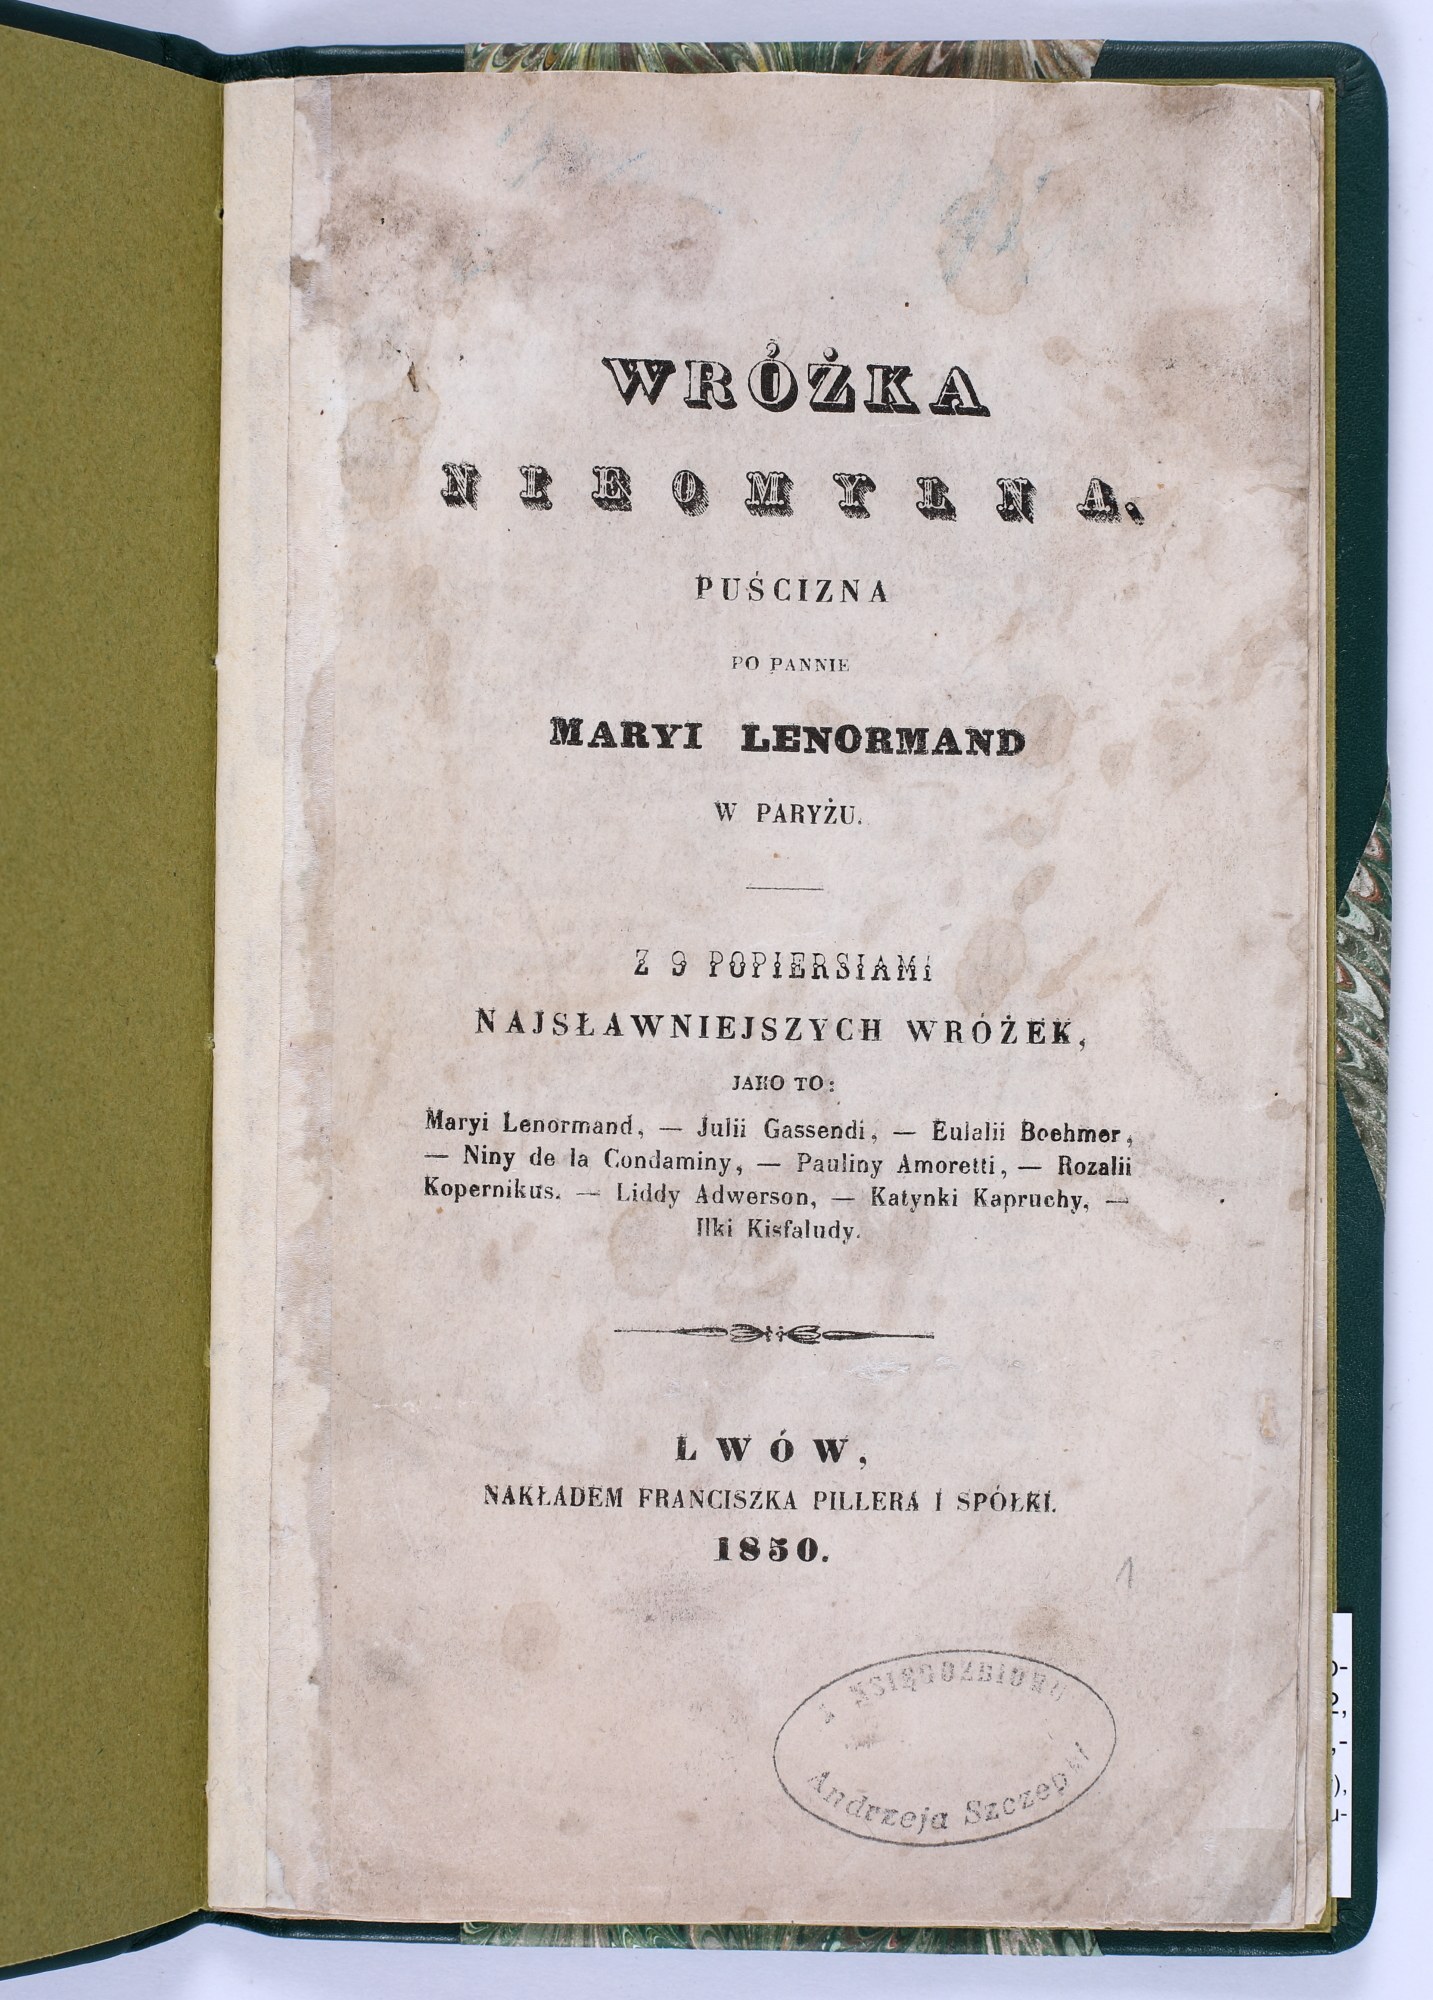 WRÓŻKA
NIEOMYLNA.
PUŚCIZNA
PO PANNIE
MARYI LENORMAND
W PARYŻU.
Z 9 POPIERSIAMI
NAJSŁAWNIEJSZYCH WRÓŻEK,
JAKO TO:
Maryi Lenormand, — Julii Gassendi, — Eulalii Boehmer,
— Niny de la Condaminy, — Pauliny Amoretti, — Rozalii
Kopernikus. — Liddy Adwerson, — Katynki Kapruchy, —
Ilki Kisfaludy.
LWÓW,
NAKŁADEM FRANCISZKA PILLERA I SPÓŁKI.
1850.
1
Z KSIĘGOZBIORU
Andrzeja Szczepki